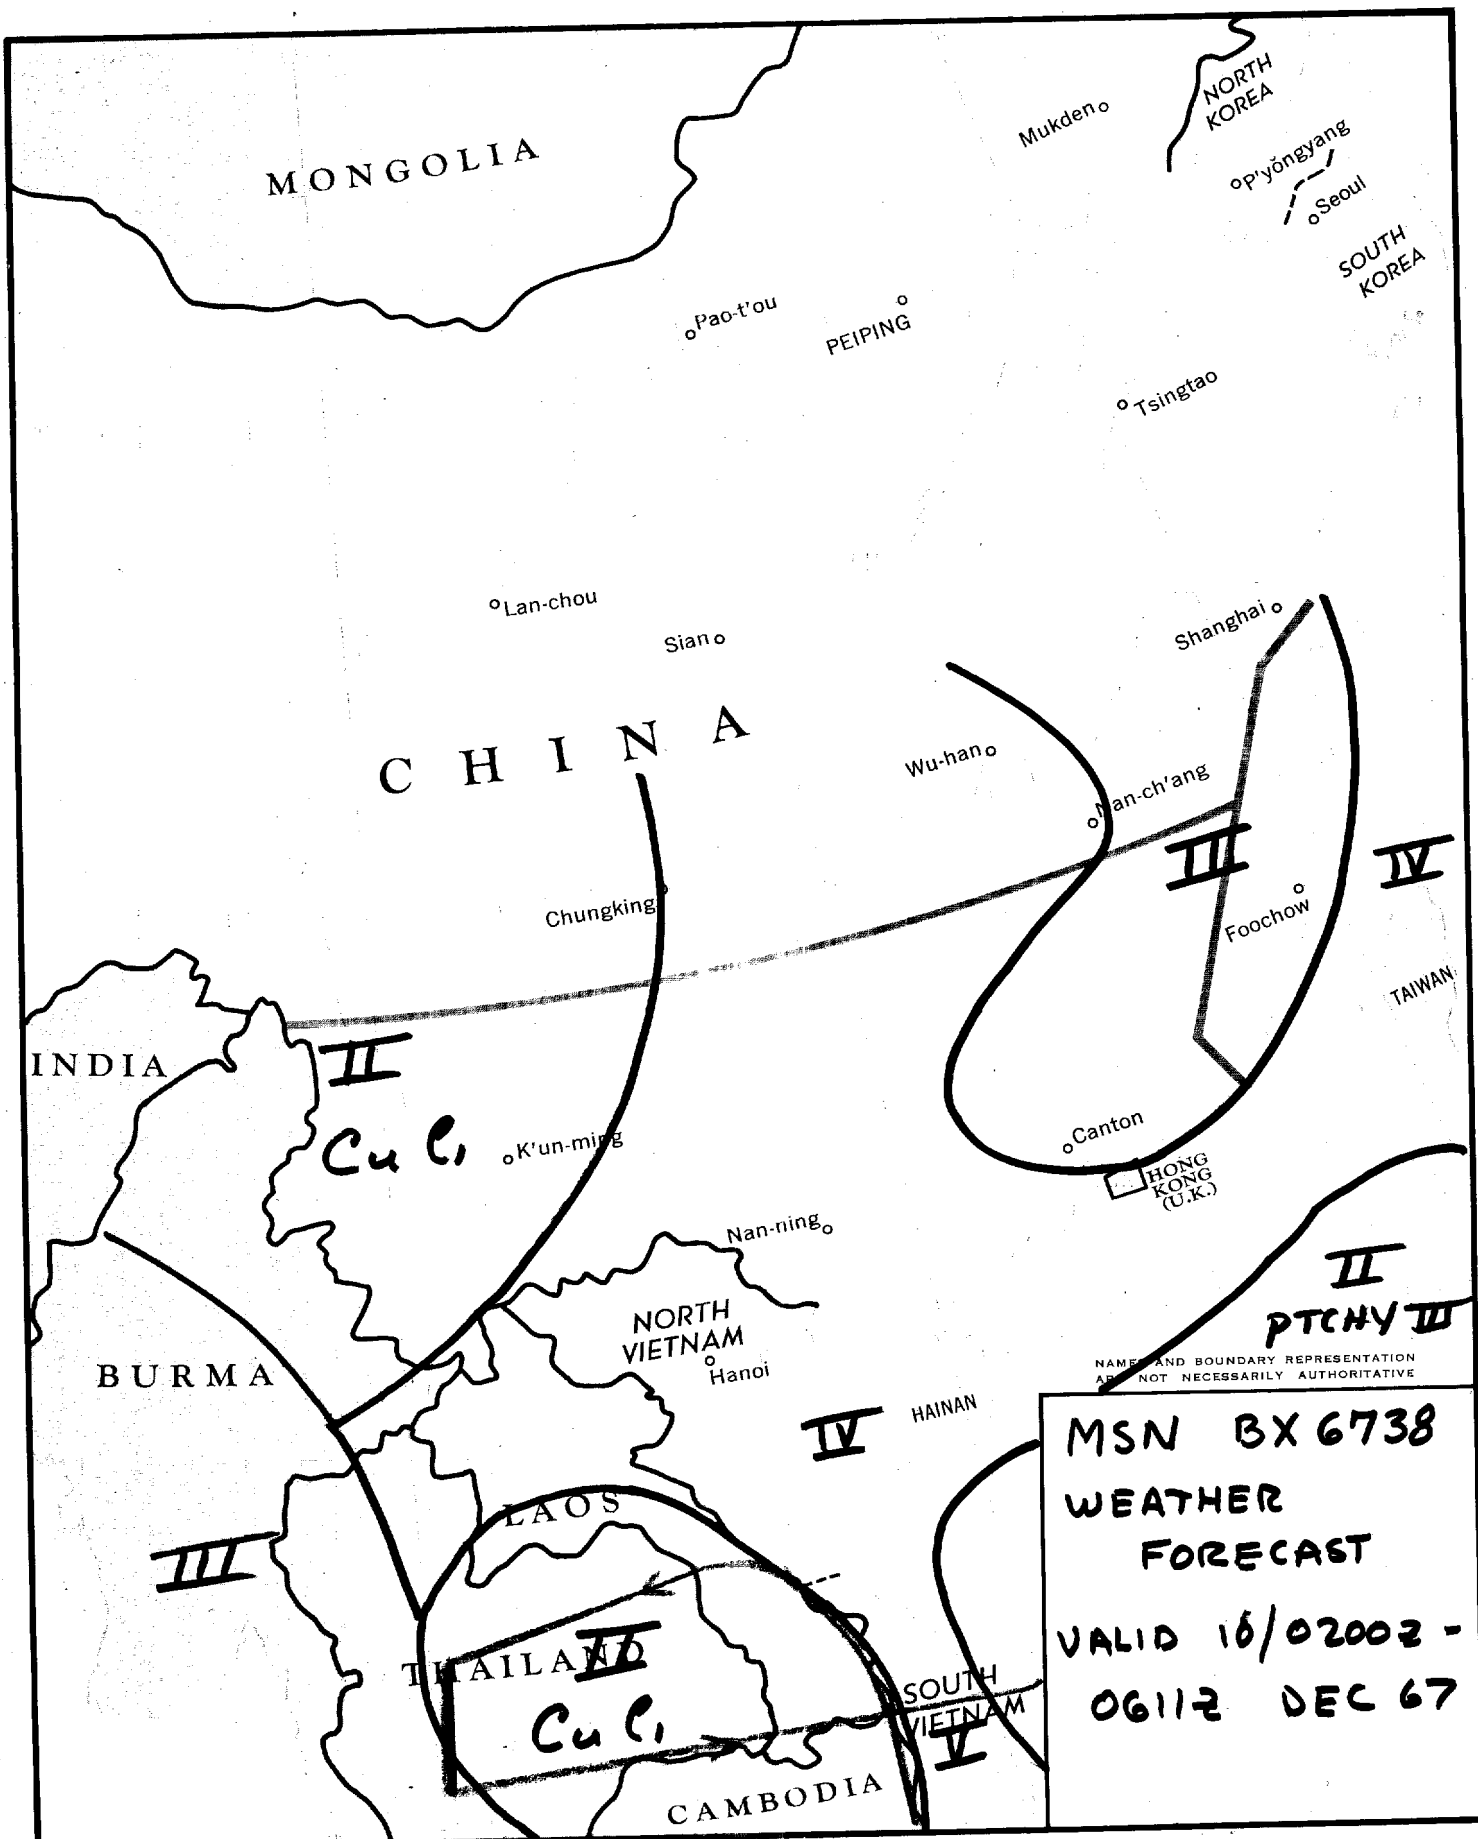 NORTH
KOREA
Mukden
P'yŏngyang
Seoul
SOUTH
KOREA
MONGOLIA
Pao-t'ou
PEIPING
Tsingtao
Lan-chou
Sian
Shanghai
CHINA
Wu-han
Nan-ch'ang
III
IV
Chungking
Foochow
TAIWAN
INDIA
II
Cu Ci
K'un-ming
Canton
HONG
KONG
(U.K.)
Nan-ning
II
PTCHY III
NORTH
VIETNAM
Hanoi
BURMA
NAMES AND BOUNDARY REPRESENTATION
ARE NOT NECESSARILY AUTHORITATIVE
IV
HAINAN
MSN BX 6738
WEATHER
FORECAST
VALID 16/0200Z -
0611Z DEC 67
LAOS
III
THAILAND
II
Cu Ci
SOUTH
VIETNAM
V
CAMBODIA